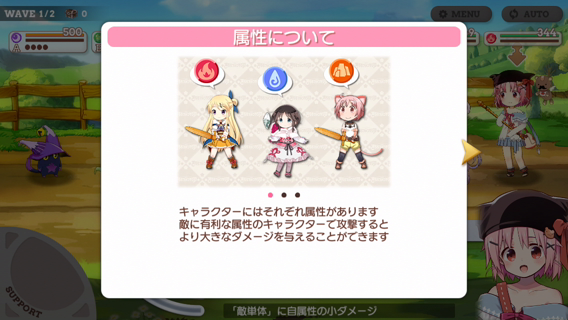 WAVE 1/2
0
MENU
AUTO
500
344
属性について
キャラクターにはそれぞれ属性があります
敵に有利な属性のキャラクターで攻撃すると
より大きなダメージを与えることができます
SUPPORT
「敵単体」に自属性の小ダメージ